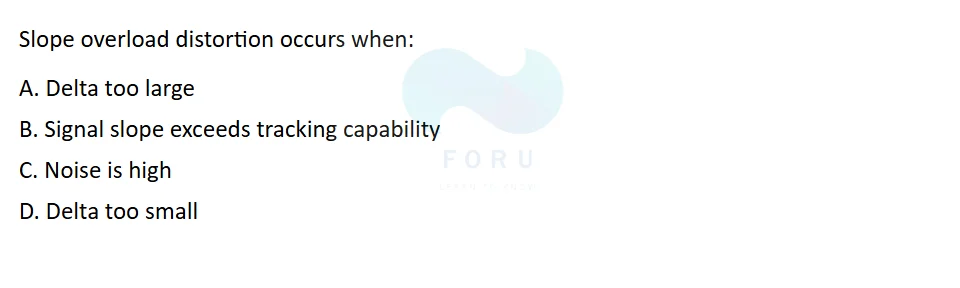 Slope overload distortion occurs when:
A. Delta too large
B. Signal slope exceeds tracking capability
FORU
C. Noise is high
D. Delta too small